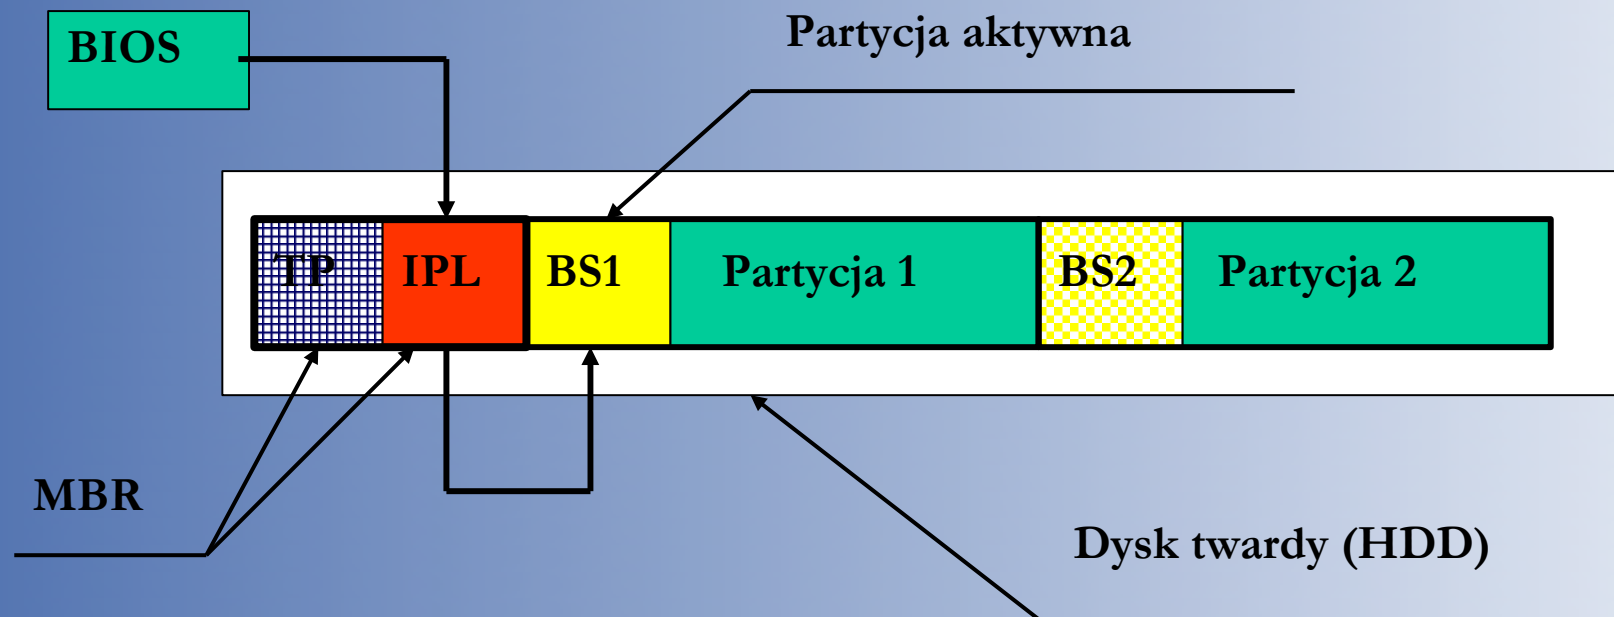 BIOS
Partycja aktywna
TP
IPL
BS1
Partycja 1
BS2
Partycja 2
MBR
Dysk twardy (HDD)